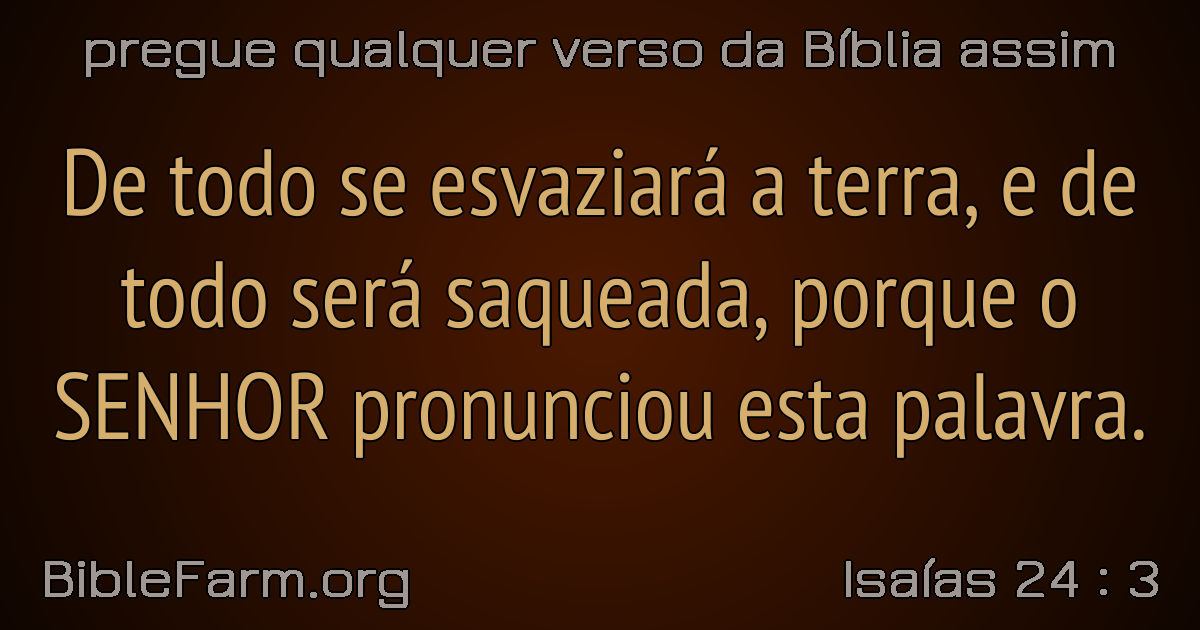 pregue qualquer verso da Bíblia assim
De todo se esvaziará a terra, e de
todo será saqueada, porque o
SENHOR pronunciou esta palavra.
BibleFarm.org
Isaías 24 : 3